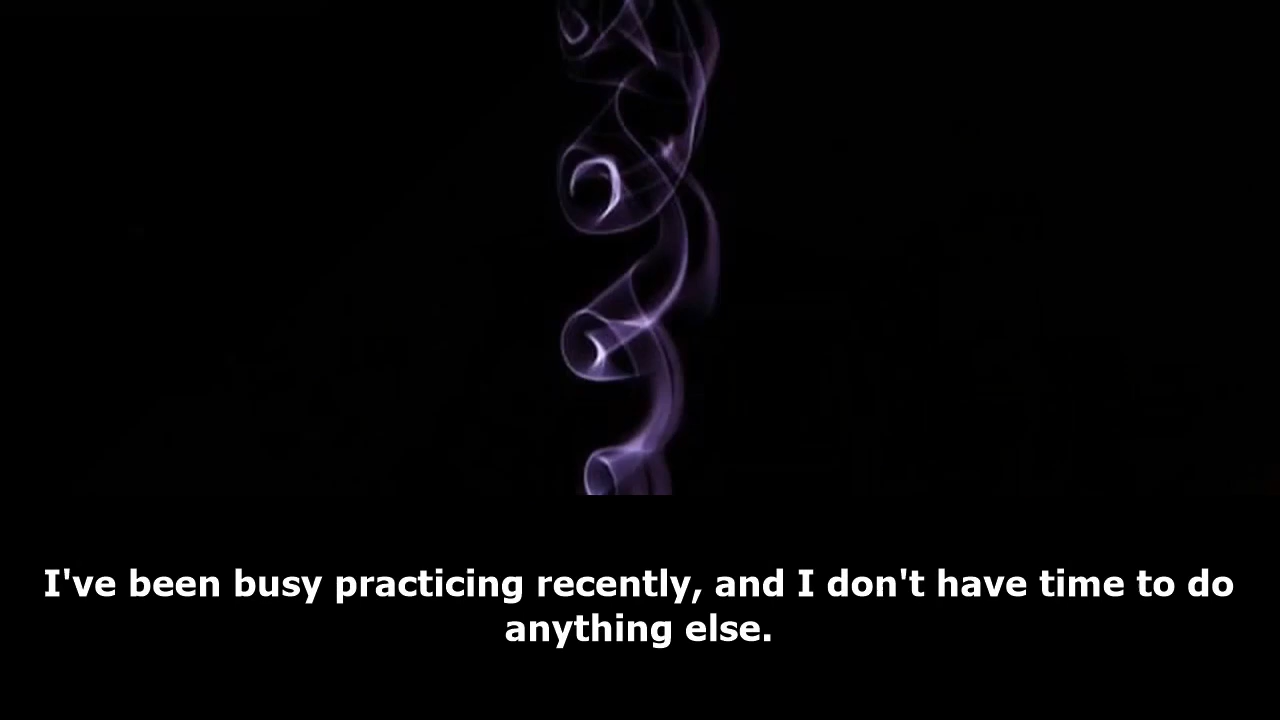 I've been busy practicing recently, and I don't have time to do
anything else.